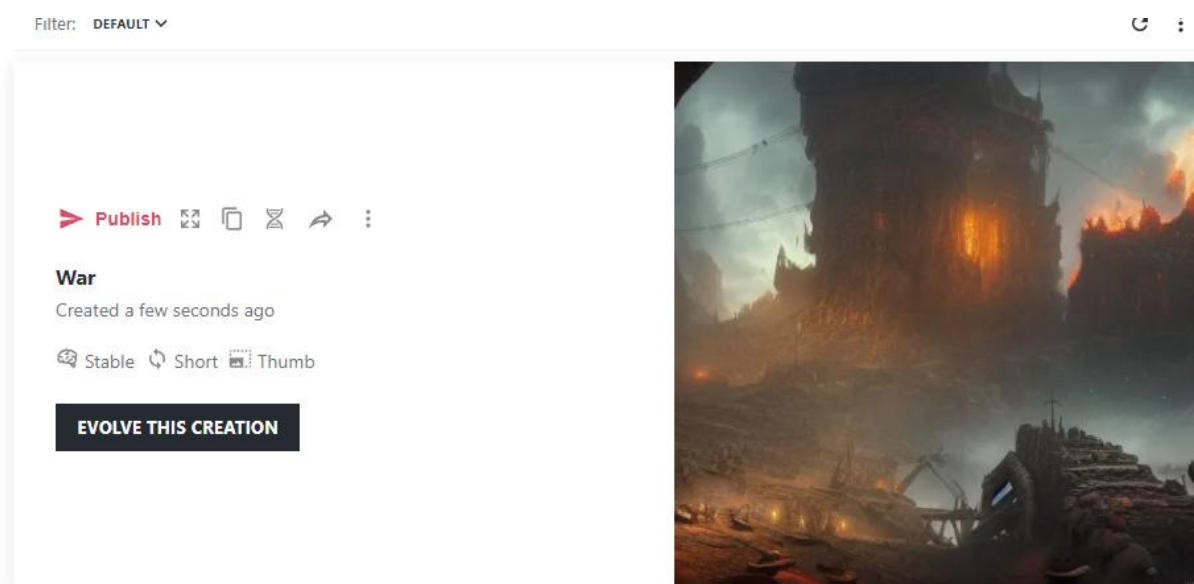 Filter: DEFAULT
Publish
War
Created a few seconds ago
Stable Short Thumb
EVOLVE THIS CREATION